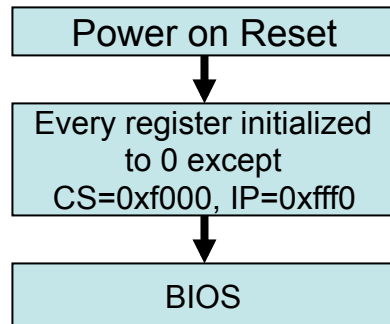 Power on Reset
Every register initialized
to 0 except
CS=0xf000, IP=0xfff0
BIOS